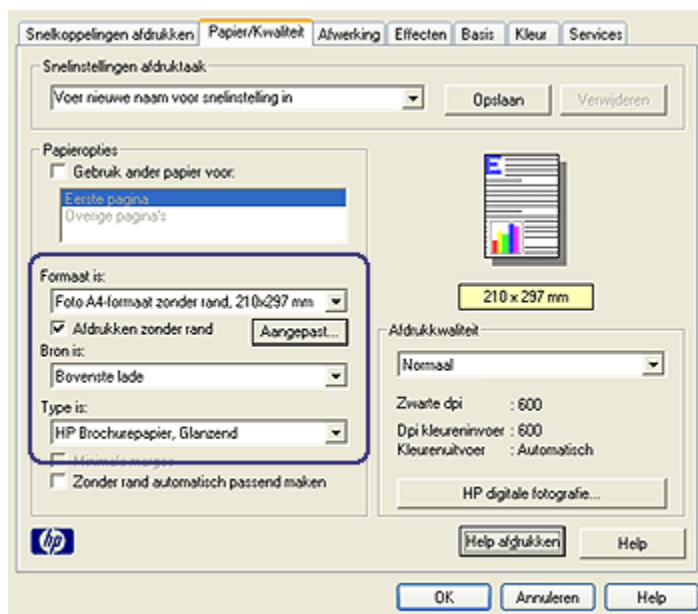 Snelkoppelingen afdrukken Papier/Kwaliteit Afwerking Effecten Basis Kleur Services
Snelinstellingen afdruktaak
Voer nieuwe naam voor snelinstelling in Opslaan Verwijderen
Papieropties
Gebruik ander papier voor:
Eerste pagina
Overige pagina's
Formaat is:
Foto A4-formaat zonder rand, 210x297 mm
Afdrukken zonder rand Aangepast...
Bron is:
Bovenste lade
Type is:
HP Brochurepapier, Glanzend
Minimale marges
Zonder rand automatisch passend maken
E
210 x 297 mm
Afdrukkwaliteit
Normaal
Zwarte dpi : 600
Dpi kleureninvoer : 600
Kleurenuitvoer : Automatisch
HP digitale fotografie...
hp
Help afdrukken Help
OK Annuleren Help